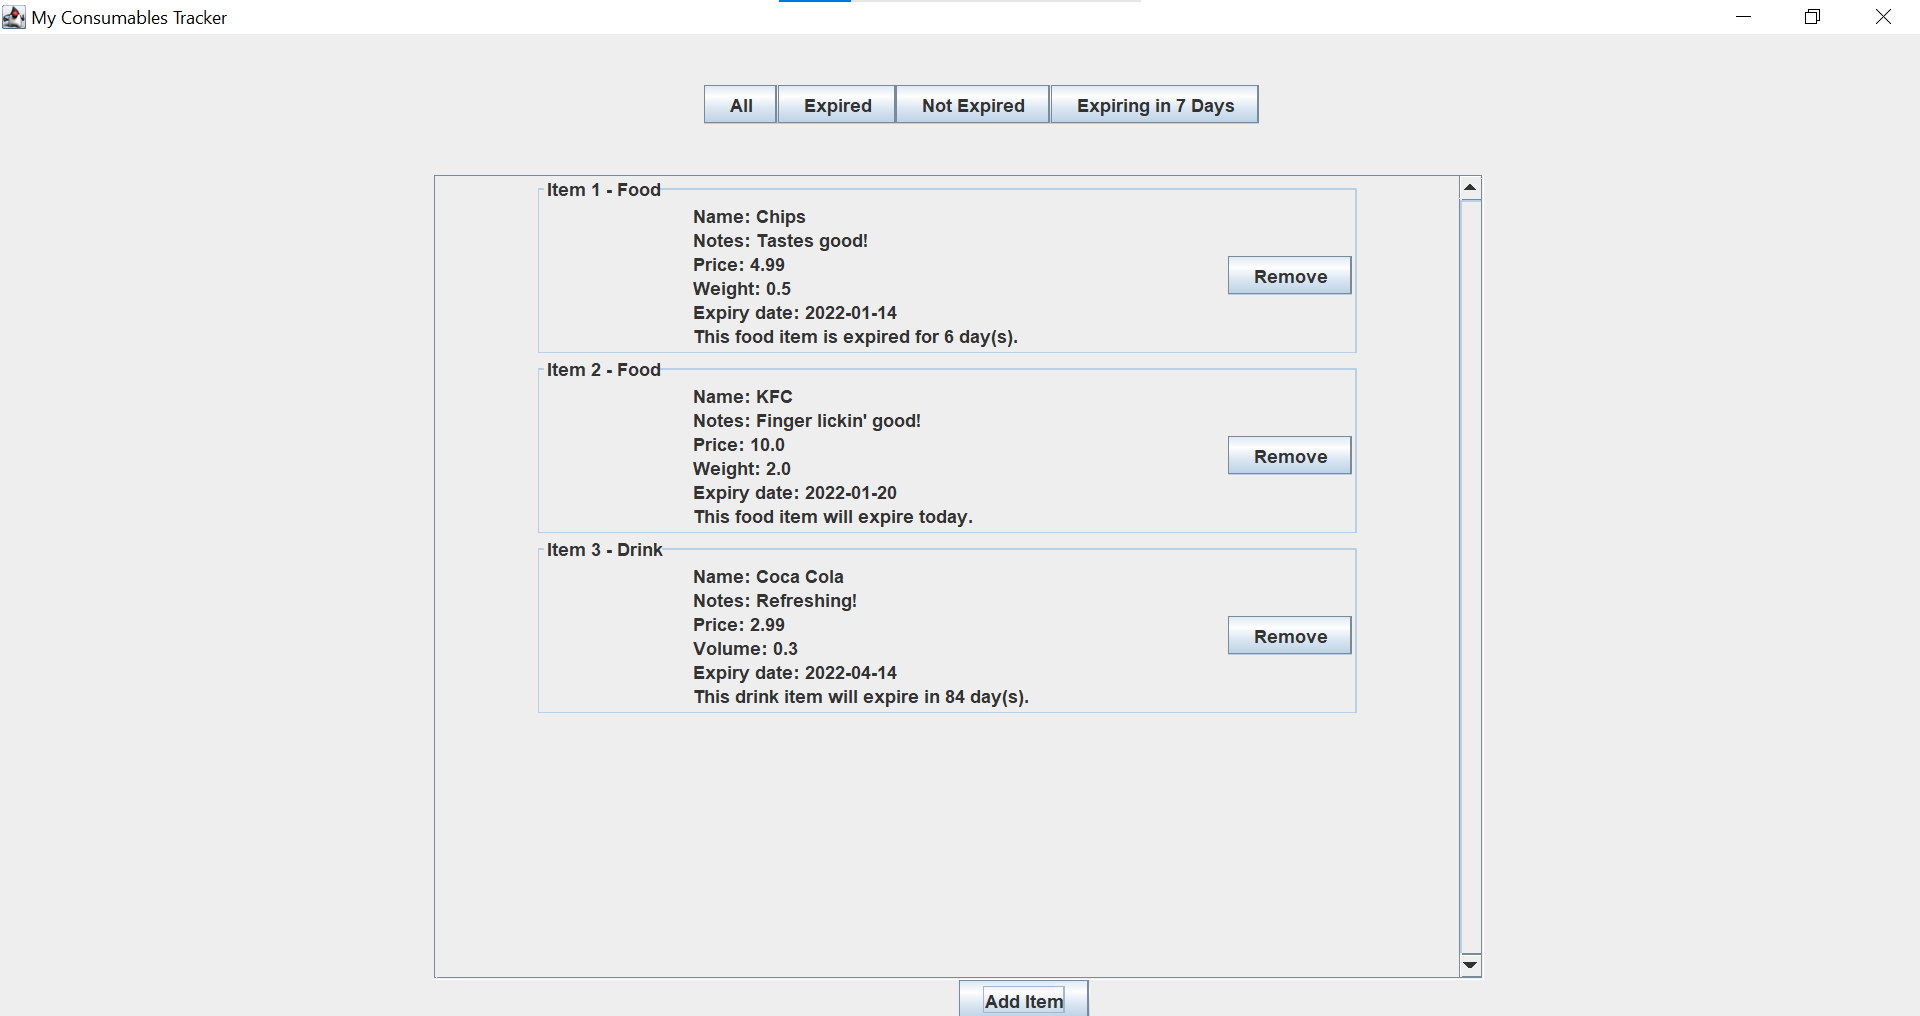 My Consumables Tracker
All Expired Not Expired Expiring in 7 Days
Item 1 - Food
Name: Chips
Notes: Tastes good!
Price: 4.99
Weight: 0.5
Expiry date: 2022-01-14
This food item is expired for 6 day(s).
Remove
Item 2 - Food
Name: KFC
Notes: Finger lickin' good!
Price: 10.0
Weight: 2.0
Expiry date: 2022-01-20
This food item will expire today.
Remove
Item 3 - Drink
Name: Coca Cola
Notes: Refreshing!
Price: 2.99
Volume: 0.3
Expiry date: 2022-04-14
This drink item will expire in 84 day(s).
Remove
Add Item